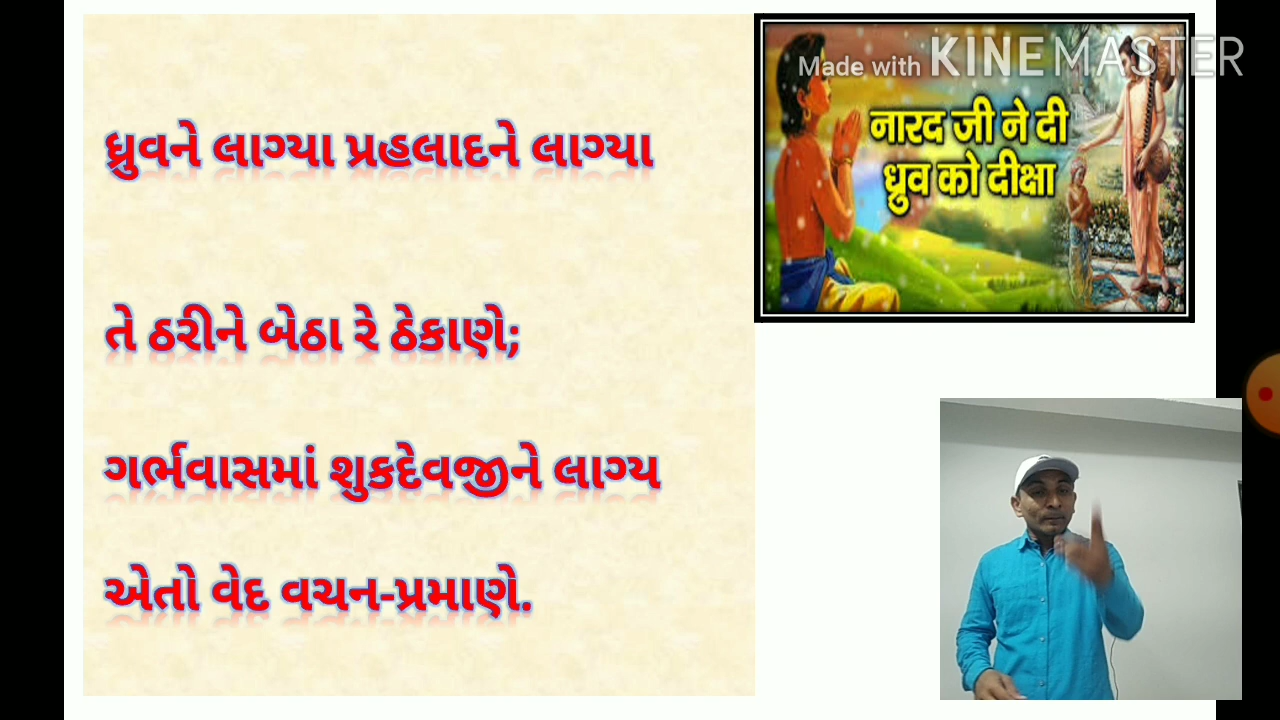 ધ્રુવને લાગ્યા પ્રહલાદને લાગ્યા
તે ઠરીને બેઠા રે ઠેકાણે;
ગર્ભવાસમાં શુકદેવજીને લાગ્ય
એતો વેદ વચન-પ્રમાણે.
Made with KINEMASTER
नारद जी ने दी
ध्रुव को दीक्षा